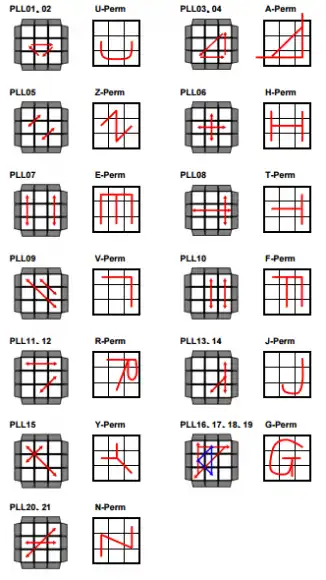 PLL01. 02 U-Perm PLL03. 04 A-Perm
PLL05 Z-Perm PLL06 H-Perm
PLL07 E-Perm PLL08 T-Perm
PLL09 V-Perm PLL10 F-Perm
PLL11. 12 R-Perm PLL13. 14 J-Perm
PLL15 Y-Perm PLL16. 17. 18. 19 G-Perm
PLL20. 21 N-Perm